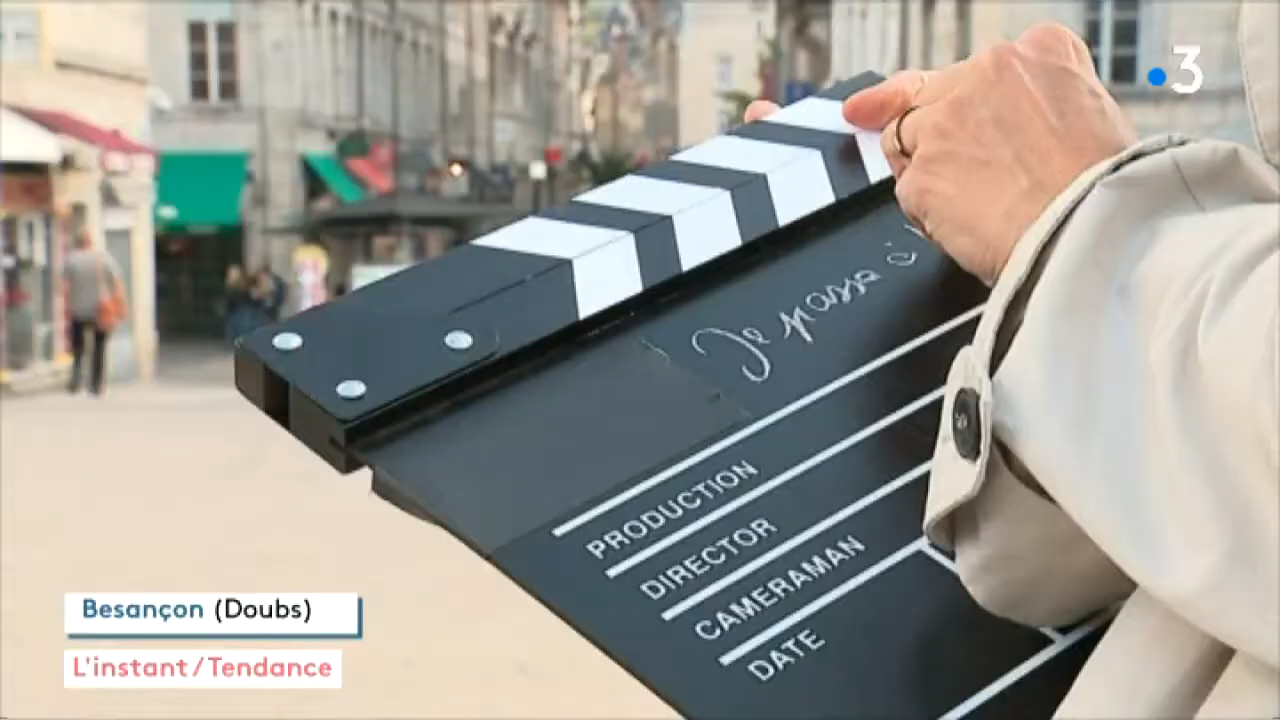 3
Je passe à
PRODUCTION
DIRECTOR
CAMERAMAN
DATE
Besançon (Doubs)
L'instant / Tendance